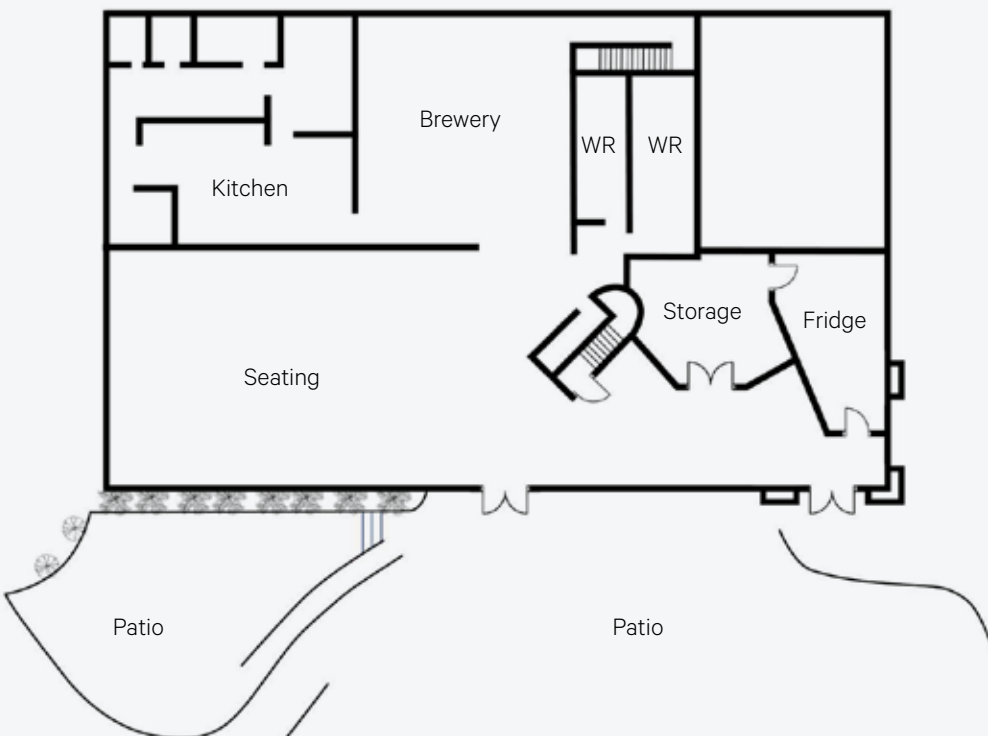 Brewery
WR
WR
Kitchen
Storage
Fridge
Seating
Patio
Patio